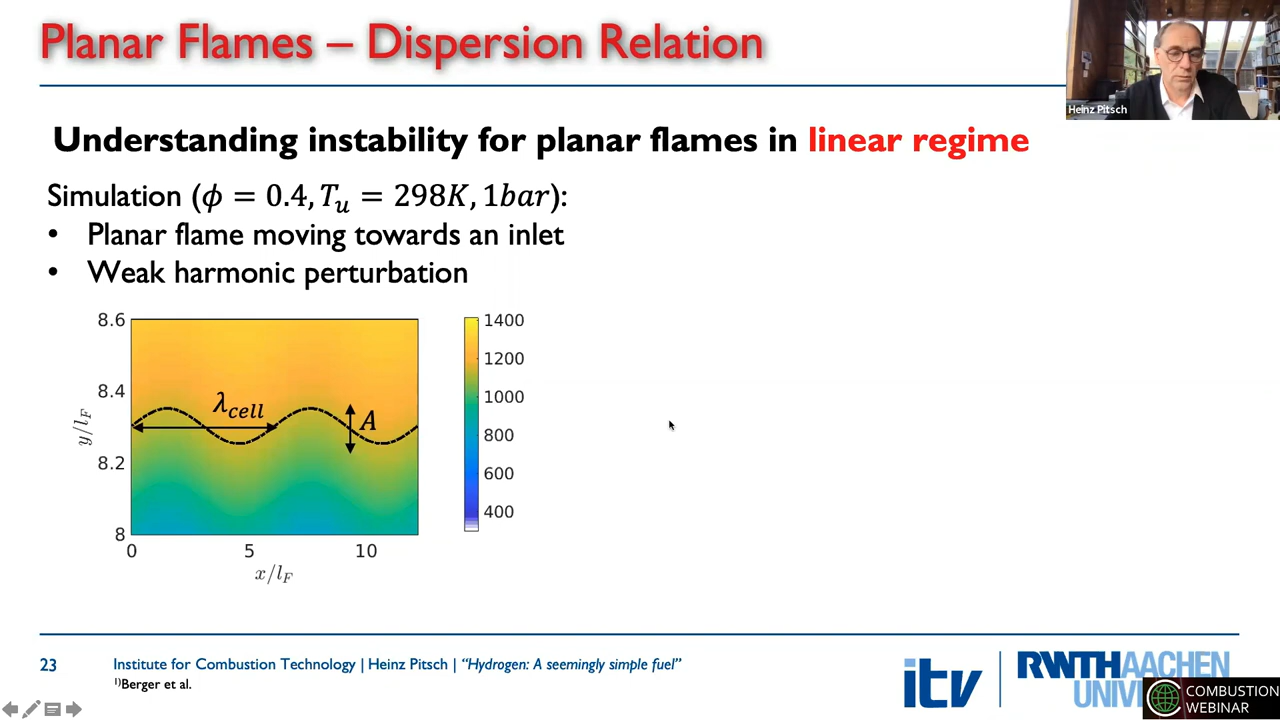 Planar Flames – Dispersion Relation
Heinz Pitsch
Understanding instability for planar flames in linear regime
Simulation (ϕ = 0.4, T_u = 298K, 1bar):
• Planar flame moving towards an inlet
• Weak harmonic perturbation
8.6
8.4
8.2
8
y/l_F
λ_cell
A
0 5 10
x/l_F
1400
1200
1000
800
600
400
23
Institute for Combustion Technology | Heinz Pitsch | “Hydrogen: A seemingly simple fuel”
1)Berger et al.
itv
RWTHAACHEN
UNIV
COMBUSTION
WEBINAR